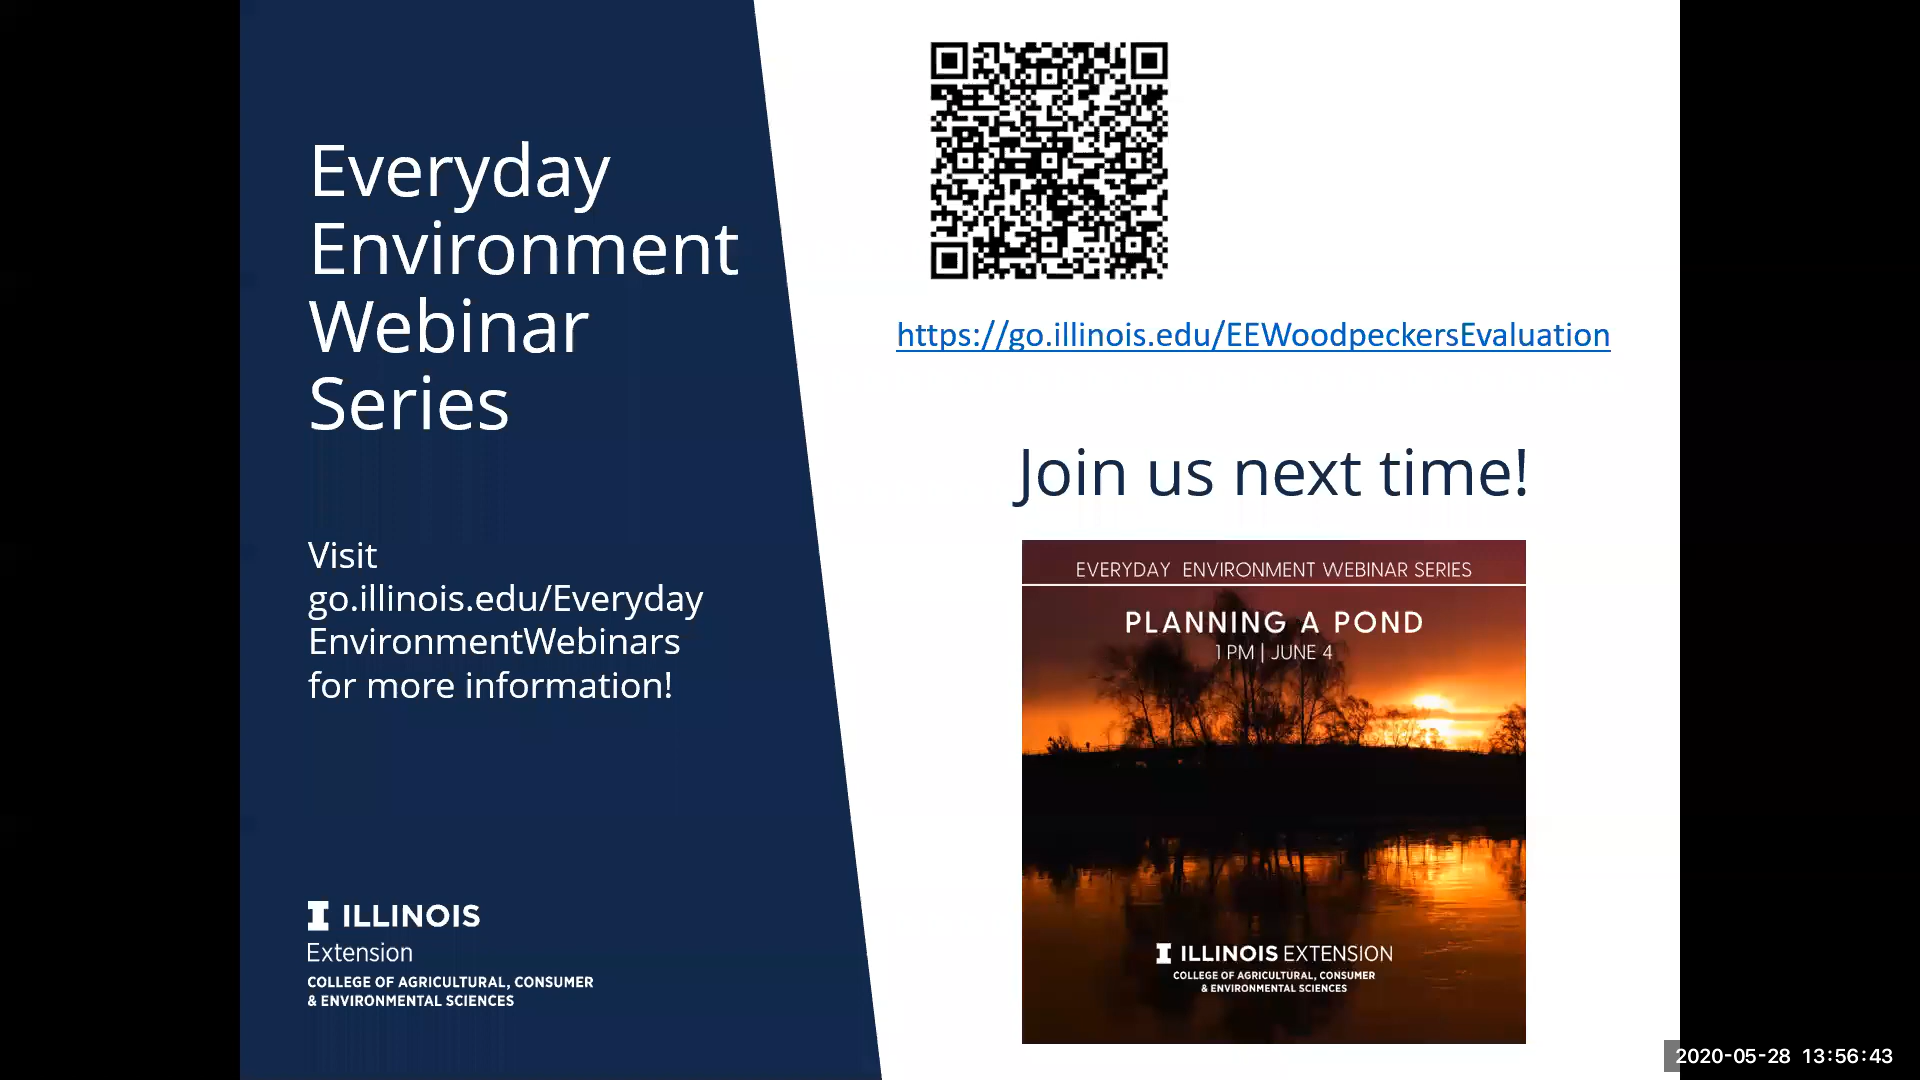 Everyday
Environment
Webinar
Series
Visit
go.illinois.edu/Everyday
EnvironmentWebinars
for more information!
ILLINOIS
Extension
COLLEGE OF AGRICULTURAL, CONSUMER
& ENVIRONMENTAL SCIENCES
https://go.illinois.edu/EEWoodpeckersEvaluation
Join us next time!
EVERYDAY ENVIRONMENT WEBINAR SERIES
PLANNING A POND
1 PM | JUNE 4
ILLINOIS EXTENSION
COLLEGE OF AGRICULTURAL, CONSUMER
& ENVIRONMENTAL SCIENCES
2020-05-28 13:56:43